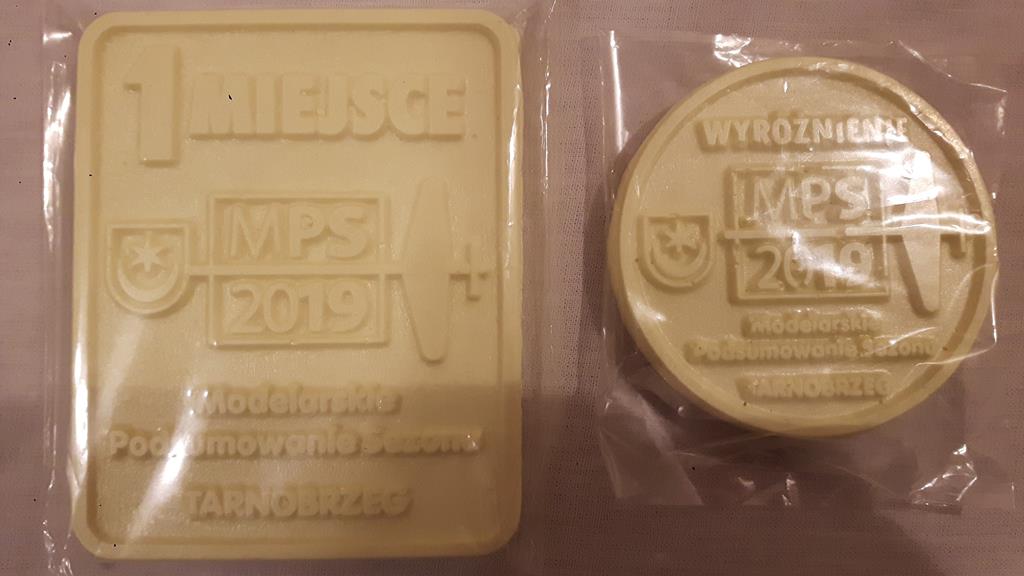 1 MIEJSCE
MPS
2019
Modelarskie
Podsumowanie Sezonu
TARNOBRZEG
WYRÓŻNIENIE
MPS
2019
Modelarskie
Podsumowanie Sezonu
TARNOBRZEG